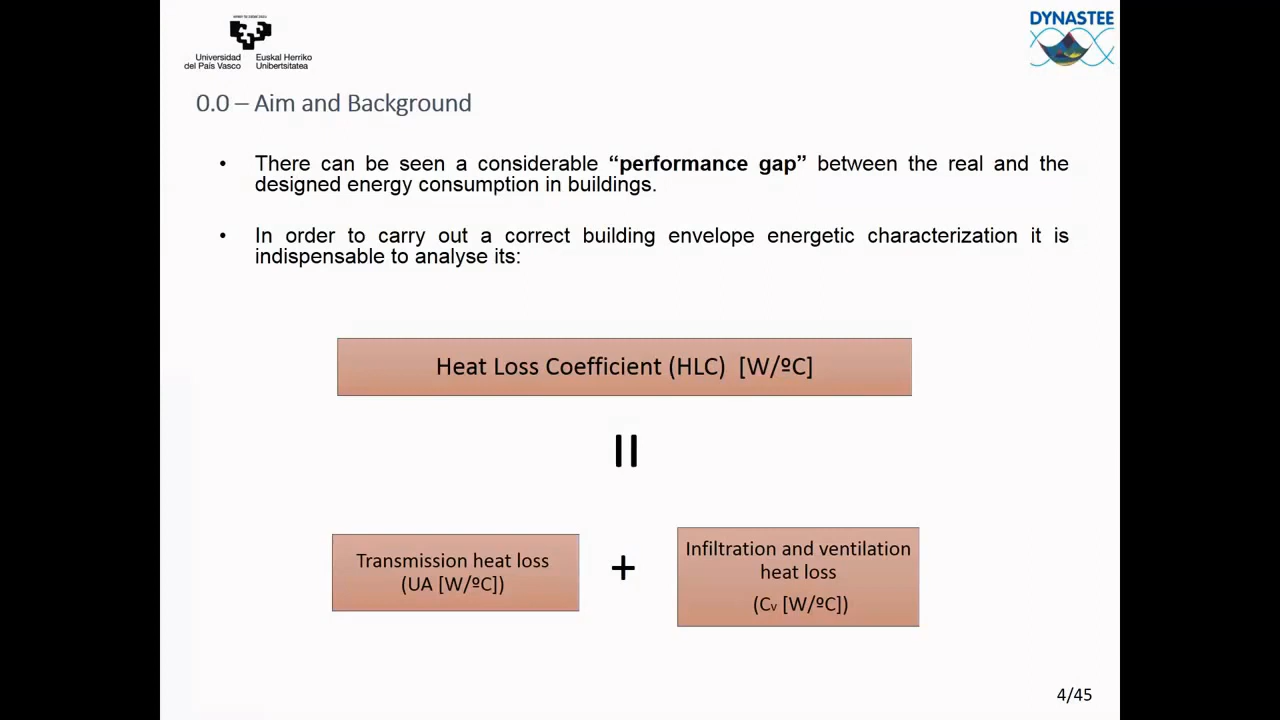 Universidad
del País Vasco
Euskal Herriko
Unibertsitatea
DYNASTEE
0.0 – Aim and Background
• There can be seen a considerable “performance gap” between the real and the
designed energy consumption in buildings.
• In order to carry out a correct building envelope energetic characterization it is
indispensable to analyse its:
Heat Loss Coefficient (HLC) [W/ºC]
=
Transmission heat loss
(UA [W/ºC])
+
Infiltration and ventilation
heat loss
(Cv [W/ºC])
4/45